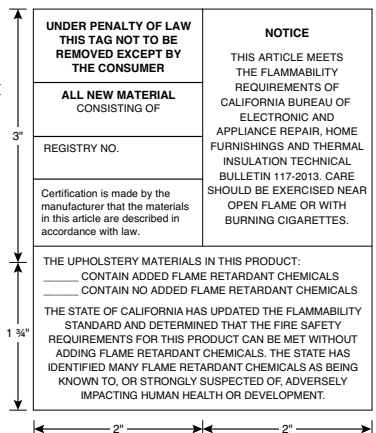 UNDER PENALTY OF LAW
THIS TAG NOT TO BE
REMOVED EXCEPT BY
THE CONSUMER
ALL NEW MATERIAL
CONSISTING OF
REGISTRY NO.
Certification is made by the
manufacturer that the materials
in this article are described in
accordance with law.
NOTICE
THIS ARTICLE MEETS
THE FLAMMABILITY
REQUIREMENTS OF
CALIFORNIA BUREAU OF
ELECTRONIC AND
APPLIANCE REPAIR, HOME
FURNISHINGS AND THERMAL
INSULATION TECHNICAL
BULLETIN 117-2013. CARE
SHOULD BE EXERCISED NEAR
OPEN FLAME OR WITH
BURNING CIGARETTES.
3"
THE UPHOLSTERY MATERIALS IN THIS PRODUCT:
______ CONTAIN ADDED FLAME RETARDANT CHEMICALS
______ CONTAIN NO ADDED FLAME RETARDANT CHEMICALS
THE STATE OF CALIFORNIA HAS UPDATED THE FLAMMABILITY
STANDARD AND DETERMINED THAT THE FIRE SAFETY
REQUIREMENTS FOR THIS PRODUCT CAN BE MET WITHOUT
ADDING FLAME RETARDANT CHEMICALS. THE STATE HAS
IDENTIFIED MANY FLAME RETARDANT CHEMICALS AS BEING
KNOWN TO, OR STRONGLY SUSPECTED OF, ADVERSELY
IMPACTING HUMAN HEALTH OR DEVELOPMENT.
1 ¾"
2"
2"